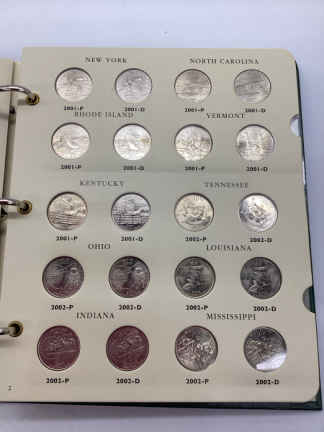 NEW YORK NORTH CAROLINA
2001-P 2001-D 2001-P 2001-D
RHODE ISLAND VERMONT
2001-P 2001-D 2001-P 2001-D
KENTUCKY TENNESSEE
2001-P 2001-D 2002-P 2002-D
OHIO LOUISIANA
2002-P 2002-D 2002-P 2002-D
INDIANA MISSISSIPPI
2002-P 2002-D 2002-P 2002-D
2